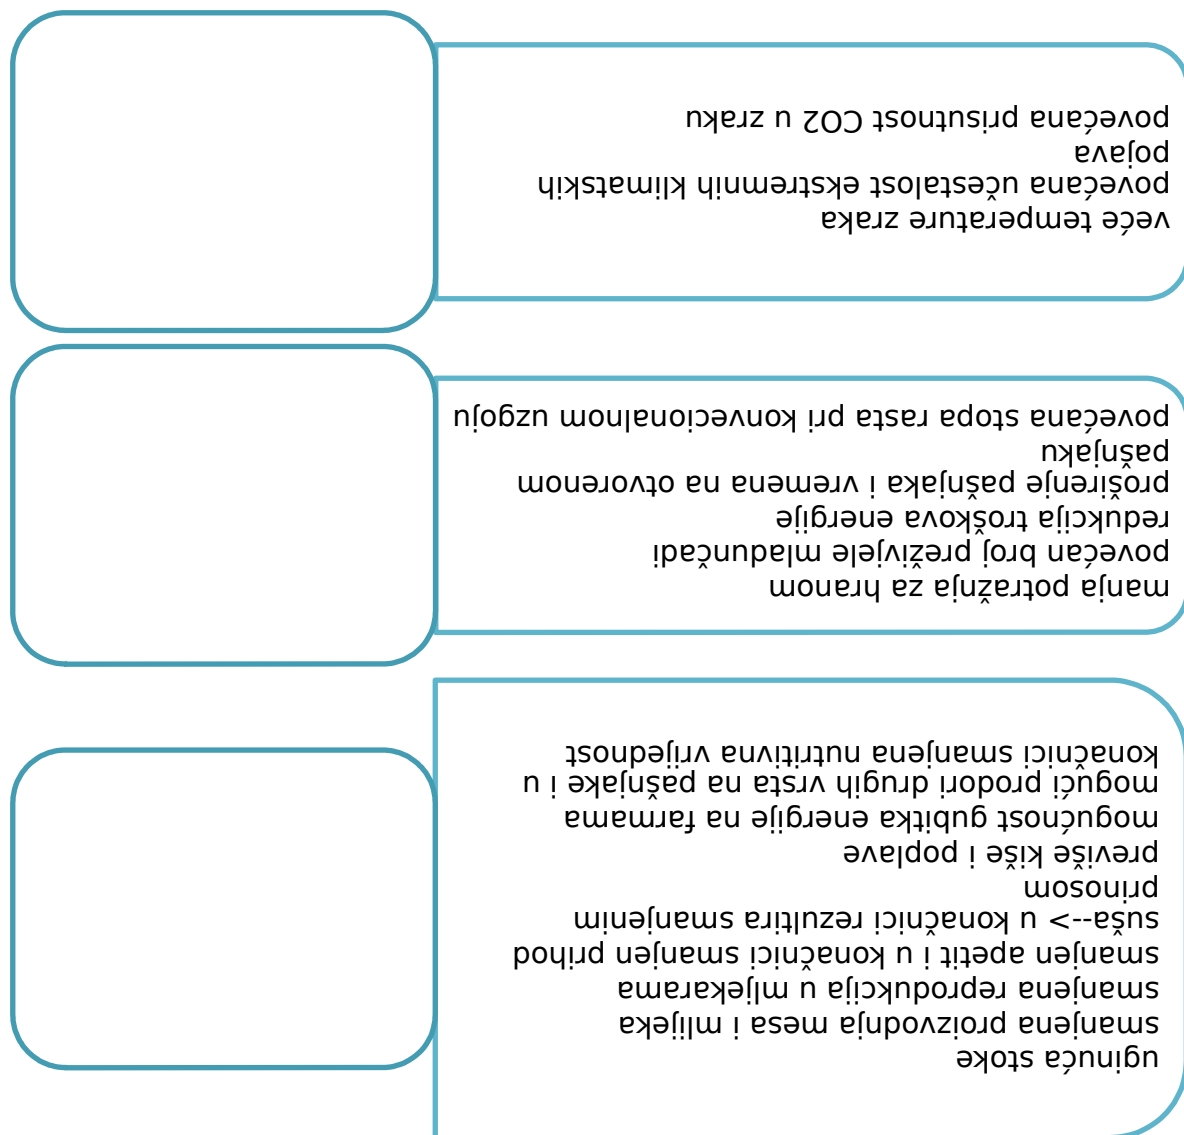 uginuća stoke
smanjena proizvodnja mesa i mlijeka
smanjena reprodukcija u mljekarama
smanjen apetit i u konačnici smanjen prihod
suša--> u konačnici rezultira smanjenim
prinosom
previše kiše i poplave
mogućnost gubitka energije na farmama
mogući prodori drugih vrsta na pašnjake i u
konačnici smanjena nutritivna vrijednost
manja potražnja za hranom
povećan broj preživjele mladunčadi
redukcija troškova energije
proširenje pašnjaka i vremena na otvorenom
pašnjaku
povećana stopa rasta pri konvecionalnom uzgoju
veće temperature zraka
povećana učestalost ekstremnih klimatskih
pojava
povećana prisutnost CO2 u zraku